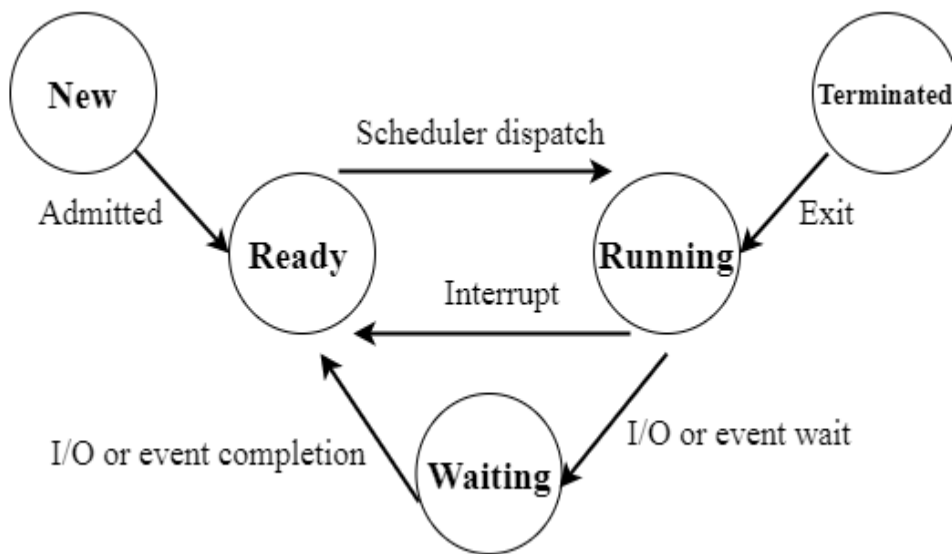 New
Terminated
Scheduler dispatch
Admitted
Exit
Ready
Running
Interrupt
I/O or event completion
I/O or event wait
Waiting